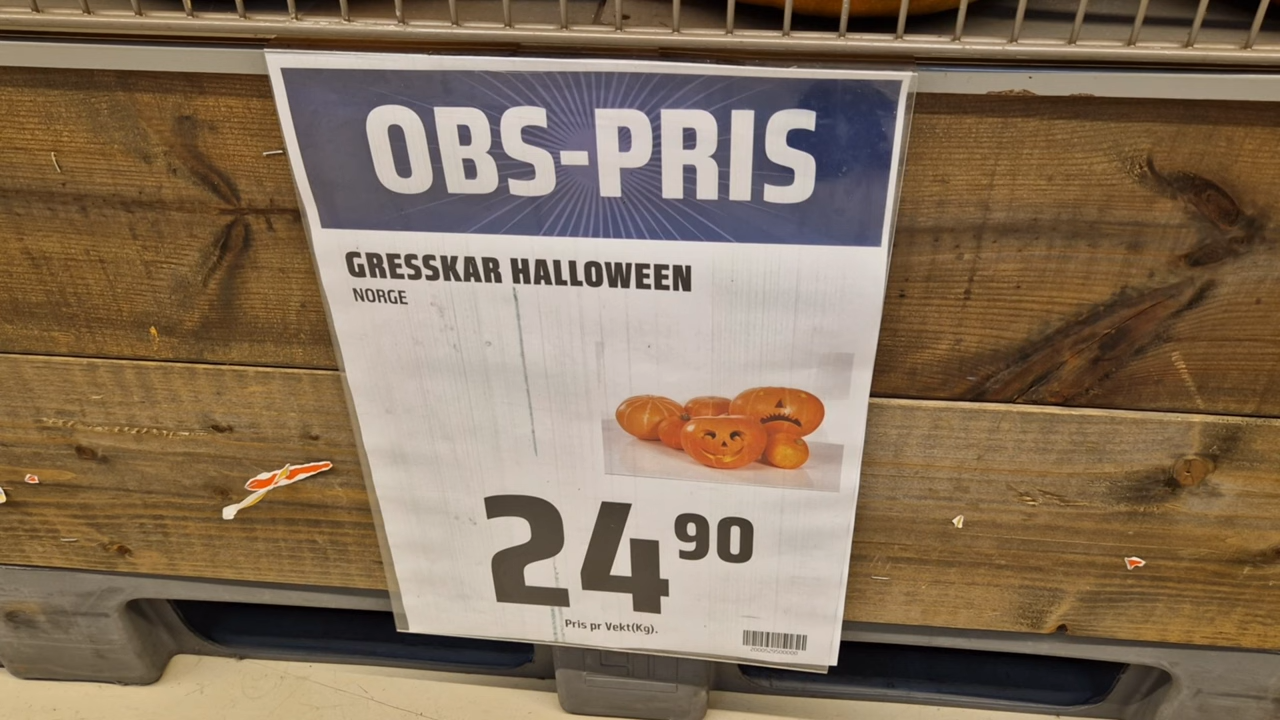 OBS-PRIS
GRESSKAR HALLOWEEN
NORGE
24 90
Pris pr Vekt(Kg).